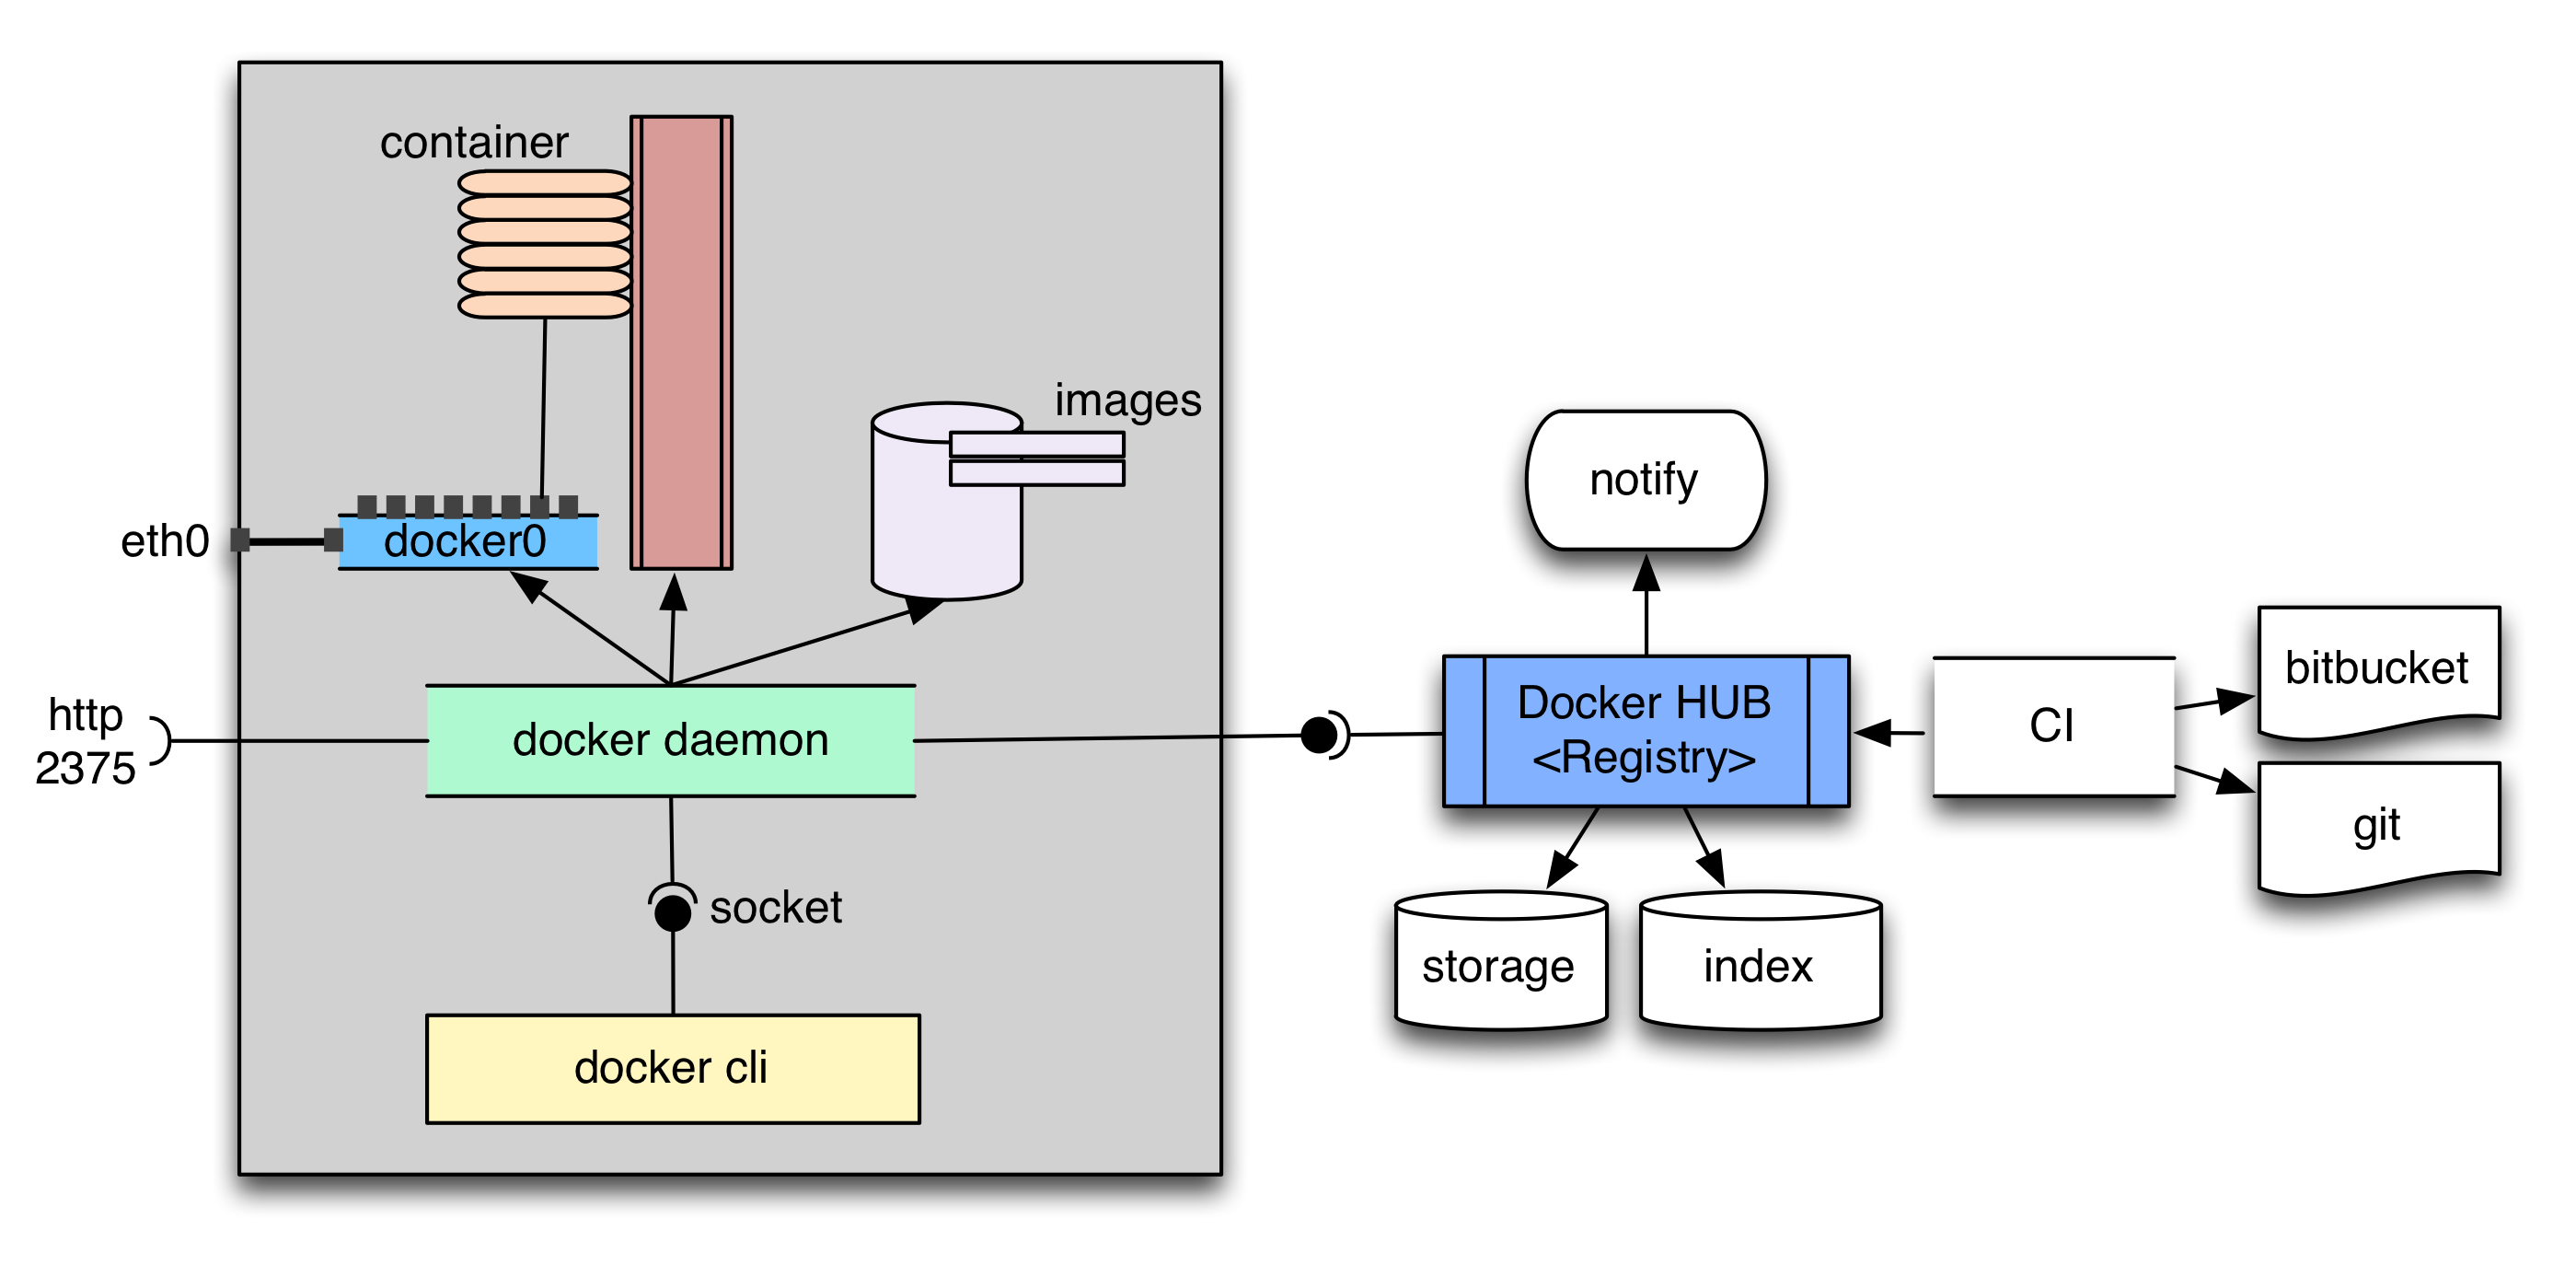 container
images
eth0
docker0
http
2375
docker daemon
socket
docker cli
notify
Docker HUB
<Registry>
CI
bitbucket
git
storage
index